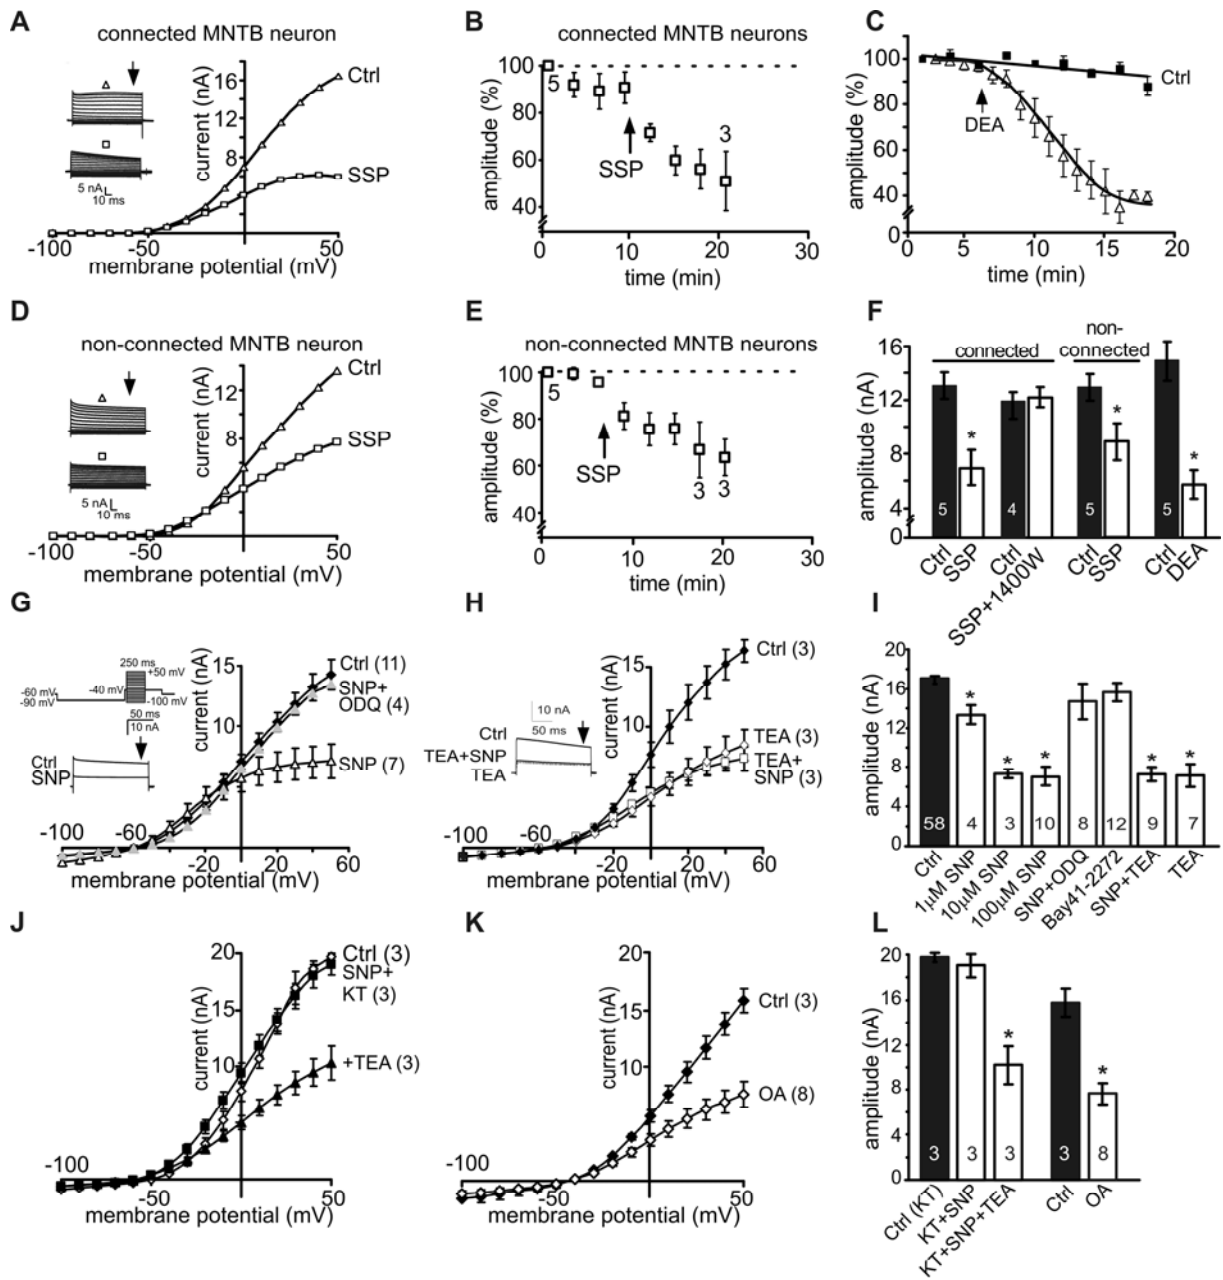 A
connected MNTB neuron
16
12
8
current (nA)
Ctrl
SSP
5 nA
10 ms
-100
-50
0
50
membrane potential (mV)
B
connected MNTB neurons
100
80
60
40
amplitude (%)
5
SSP
3
0
10
20
30
time (min)
C
100
80
60
40
0
amplitude (%)
Ctrl
DEA
0
5
10
15
20
time (min)
D
non-connected MNTB neuron
12
8
current (nA)
Ctrl
SSP
5 nA
10 ms
-100
-50
0
50
membrane potential (mV)
E
non-connected MNTB neurons
100
80
60
40
amplitude (%)
5
SSP
3
3
0
10
20
30
time (min)
F
non-
connected
connected
16
12
8
4
0
amplitude (nA)
*
*
*
5
4
5
5
Ctrl
SSP
Ctrl
SSP+1400W
Ctrl
SSP
Ctrl
DEA
G
250 ms
+50 mV
-60 mV
-40 mV
-90 mV
-100 mV
50 ms
10 nA
Ctrl
SNP
15
10
current (nA)
Ctrl (11)
SNP+
ODQ (4)
SNP (7)
-100
-60
-20
20
60
membrane potential (mV)
H
10 nA
50 ms
Ctrl
TEA+SNP
TEA
15
10
current (nA)
Ctrl (3)
TEA (3)
TEA+
SNP (3)
-100
-60
-20
20
60
membrane potential (mV)
I
20
16
12
8
4
0
amplitude (nA)
*
*
*
*
*
58
4
3
10
8
12
9
7
Ctrl
1µM SNP
10µM SNP
100µM SNP
SNP+ODQ
Bay41-2272
SNP+TEA
TEA
J
20
10
current (nA)
Ctrl (3)
SNP+
KT (3)
+TEA (3)
-100
-50
0
50
membrane potential (mV)
K
20
15
10
current (nA)
Ctrl (3)
OA (8)
-100
-50
0
50
membrane potential (mV)
L
20
16
12
8
4
0
amplitude (nA)
*
*
3
3
3
3
8
Ctrl (KT)
KT+SNP
KT+SNP+TEA
Ctrl
OA